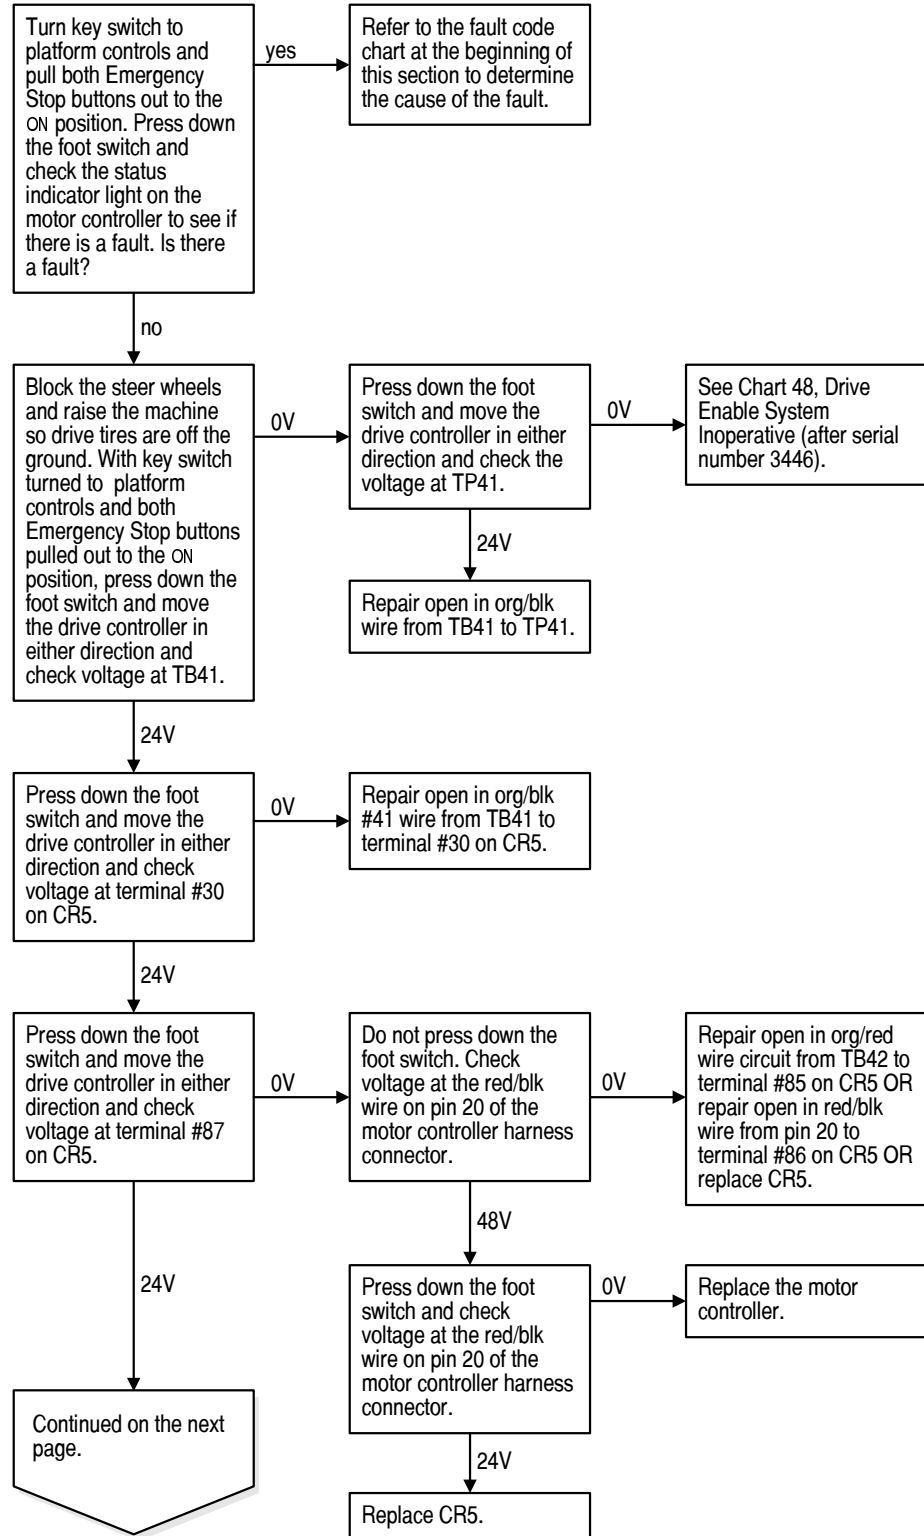 Turn key switch to
platform controls and
pull both Emergency
Stop buttons out to the
ON position. Press down
the foot switch and
check the status
indicator light on the
motor controller to see if
there is a fault. Is there
a fault?
yes
Refer to the fault code
chart at the beginning of
this section to determine
the cause of the fault.
no
Block the steer wheels
and raise the machine
so drive tires are off the
ground. With key switch
turned to platform
controls and both
Emergency Stop buttons
pulled out to the ON
position, press down the
foot switch and move
the drive controller in
either direction and
check voltage at TB41.
0V
Press down the foot
switch and move the
drive controller in either
direction and check the
voltage at TP41.
0V
See Chart 48, Drive
Enable System
Inoperative (after serial
number 3446).
24V
Repair open in org/blk
wire from TB41 to TP41.
24V
Press down the foot
switch and move the
drive controller in either
direction and check
voltage at terminal #30
on CR5.
0V
Repair open in org/blk
#41 wire from TB41 to
terminal #30 on CR5.
24V
Press down the foot
switch and move the
drive controller in either
direction and check
voltage at terminal #87
on CR5.
0V
Do not press down the
foot switch. Check
voltage at the red/blk
wire on pin 20 of the
motor controller harness
connector.
0V
Repair open in org/red
wire circuit from TB42 to
terminal #85 on CR5 OR
repair open in red/blk
wire from pin 20 to
terminal #86 on CR5 OR
replace CR5.
48V
Press down the foot
switch and check
voltage at the red/blk
wire on pin 20 of the
motor controller harness
connector.
0V
Replace the motor
controller.
24V
Replace CR5.
24V
Continued on the next
page.